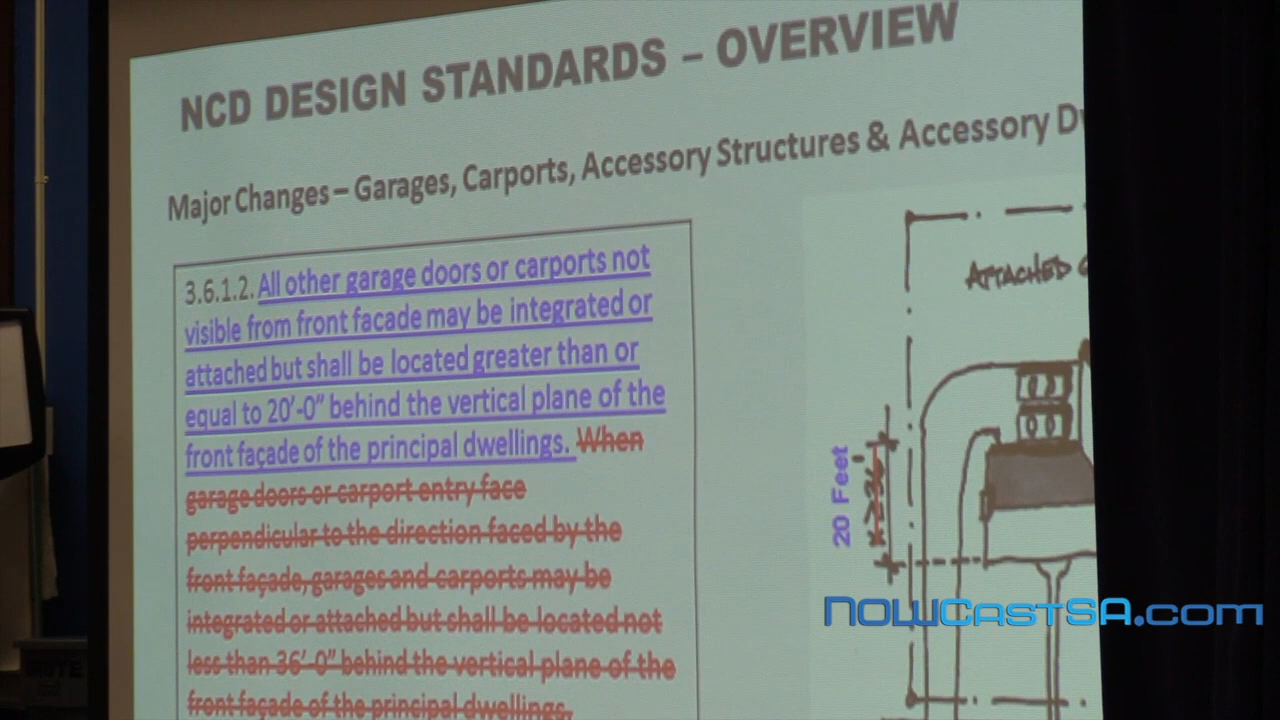 NCD DESIGN STANDARDS – OVERVIEW
Major Changes – Garages, Carports, Accessory Structures & Accessory
3.6.1.2. All other garage doors or carports not
visible from front facade may be integrated or
attached but shall be located greater than or
equal to 20'-0" behind the vertical plane of the
front façade of the principal dwellings. When
garage doors or carport entry face
perpendicular to the direction faced by the
front façade, garages and carports may be
integrated or attached but shall be located not
less than 36'-0" behind the vertical plane of the
front façade of the principal dwellings.
ATTACHED
20 Feet
NOWCastSA.com